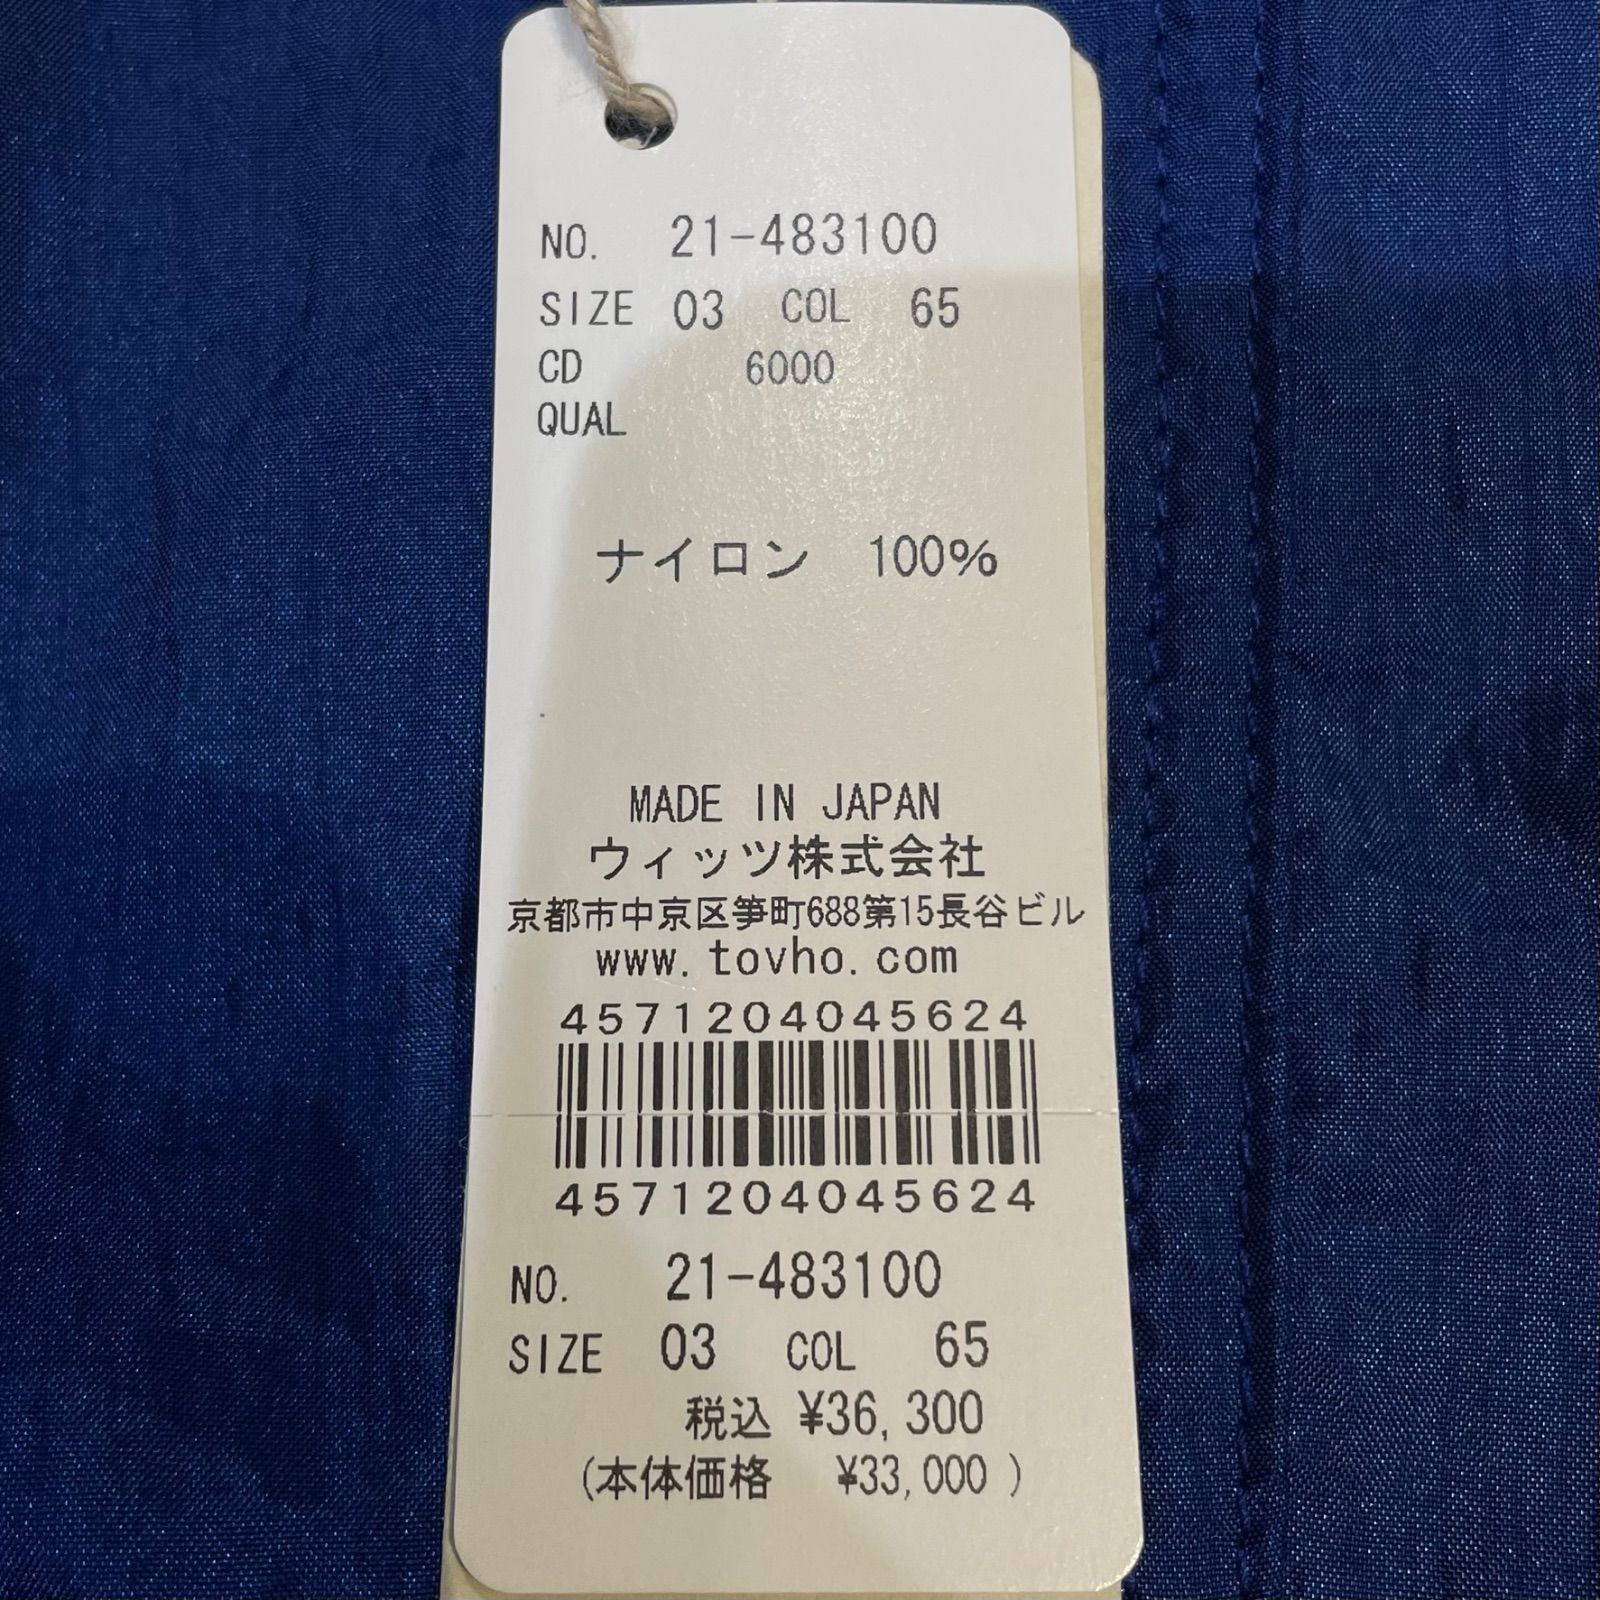 NO. 21-483100
SIZE 03 COL 65
CD 6000
QUAL
ナイロン 100%
MADE IN JAPAN
ウィッツ株式会社
京都市中京区笋町688第15長谷ビル
www.tovho.com
4571204045624
4571204045624
NO. 21-483100
SIZE 03 COL 65
税込 ¥36,300
(本体価格 ¥33,000 )